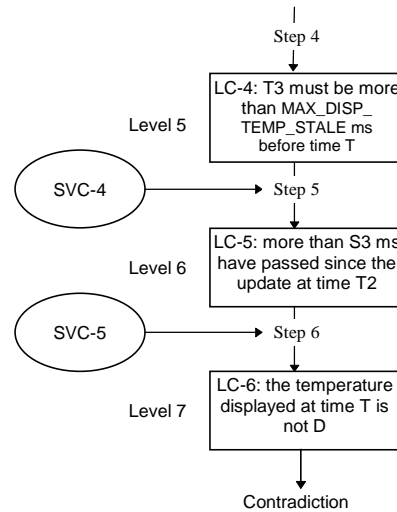 Step 4
LC-4: T3 must be more
than MAX_DISP_
TEMP_STALE ms
before time T
Level 5
SVC-4
Step 5
LC-5: more than S3 ms
have passed since the
update at time T2
Level 6
SVC-5
Step 6
LC-6: the temperature
displayed at time T is
not D
Level 7
Contradiction